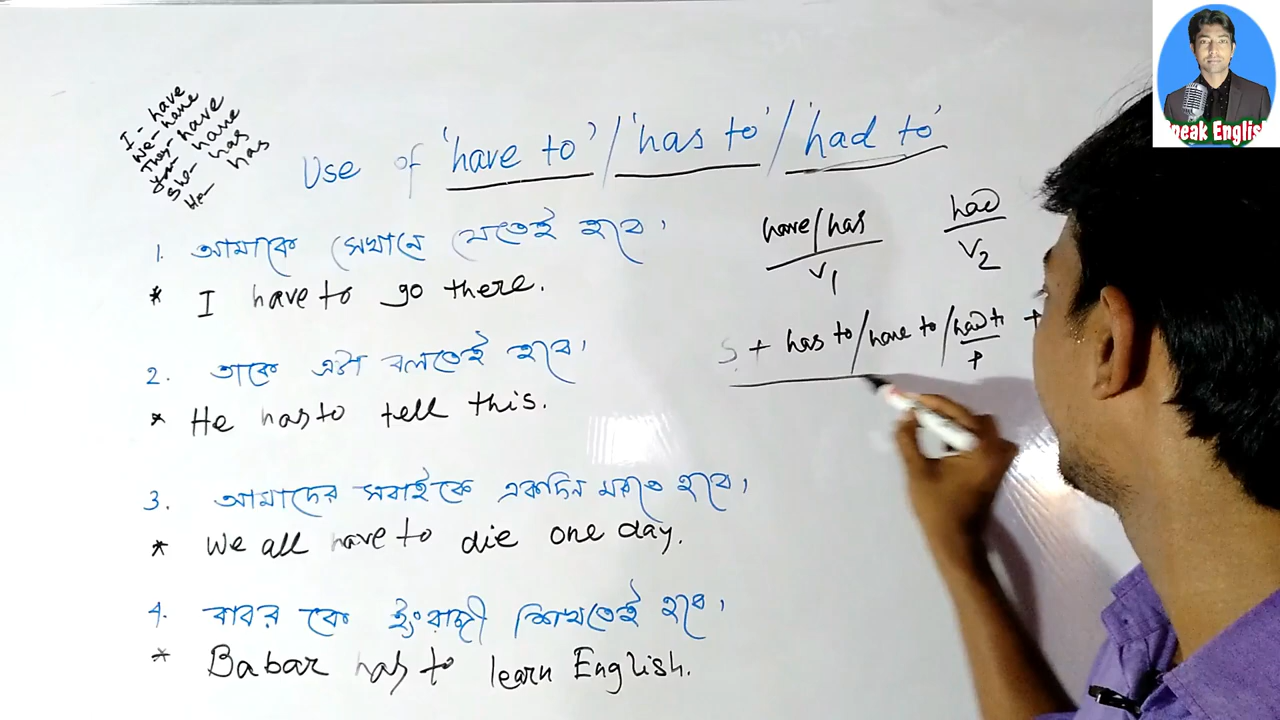 I - have
We - have
They - have
You - have
She - has
He - has
Use of 'have to' / 'has to' / 'had to'
1. আমাকে সেখানে যেতেই হবে।
* I have to go there.
2. তাকে এটা বলতেই হবে।
* He has to tell this.
3. আমাদের সবাইকে একদিন মরতে হবে।
* We all have to die one day.
4. বাবর কে ইংরাজী শিখতেই হবে।
* Babar has to learn English.
have/has
V1
had
V2
S + has to / have to / had t +
P
Speak English